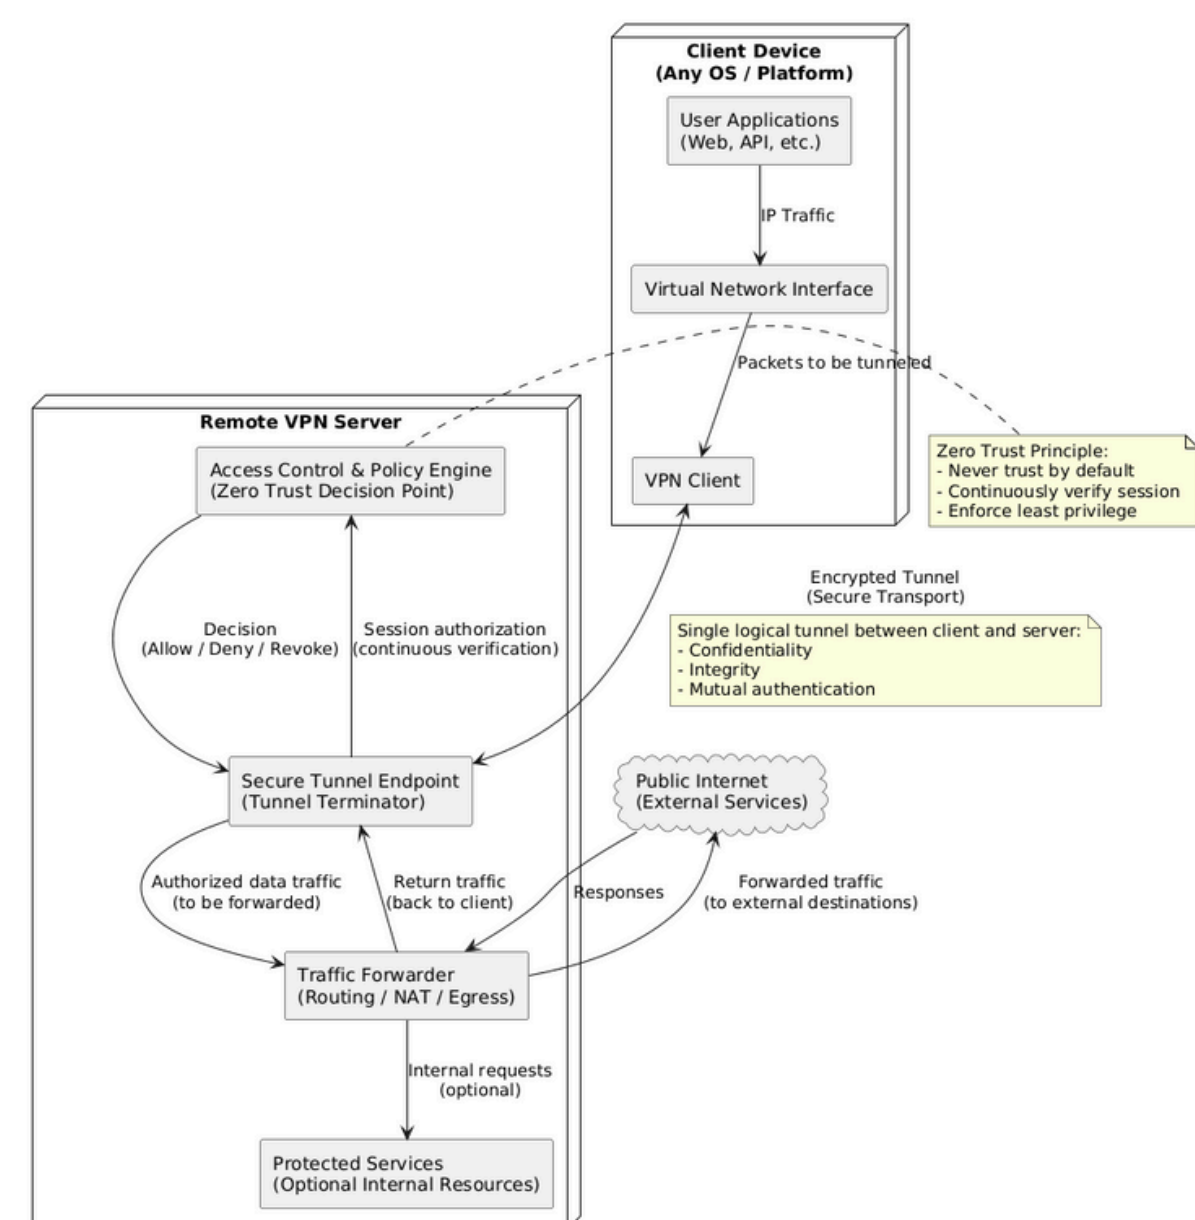 Client Device
(Any OS / Platform)
User Applications
(Web, API, etc.)
IP Traffic
Virtual Network Interface
Packets to be tunneled
VPN Client
Remote VPN Server
Access Control & Policy Engine
(Zero Trust Decision Point)
Zero Trust Principle:
- Never trust by default
- Continuously verify session
- Enforce least privilege
Encrypted Tunnel
(Secure Transport)
Single logical tunnel between client and server:
- Confidentiality
- Integrity
- Mutual authentication
Decision
(Allow / Deny / Revoke)
Session authorization
(continuous verification)
Secure Tunnel Endpoint
(Tunnel Terminator)
Public Internet
(External Services)
Authorized data traffic
(to be forwarded)
Return traffic
(back to client)
Responses
Forwarded traffic
(to external destinations)
Traffic Forwarder
(Routing / NAT / Egress)
Internal requests
(optional)
Protected Services
(Optional Internal Resources)